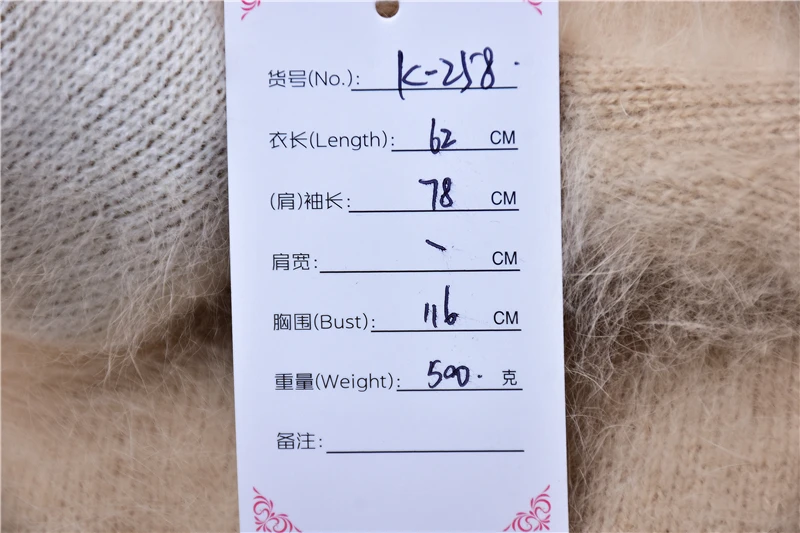 货号(No.): K-258
衣长(Length): 62 CM
(肩)袖长: 78 CM
肩宽: 、 CM
胸围(Bust): 116 CM
重量(Weight): 500. 克
备注: